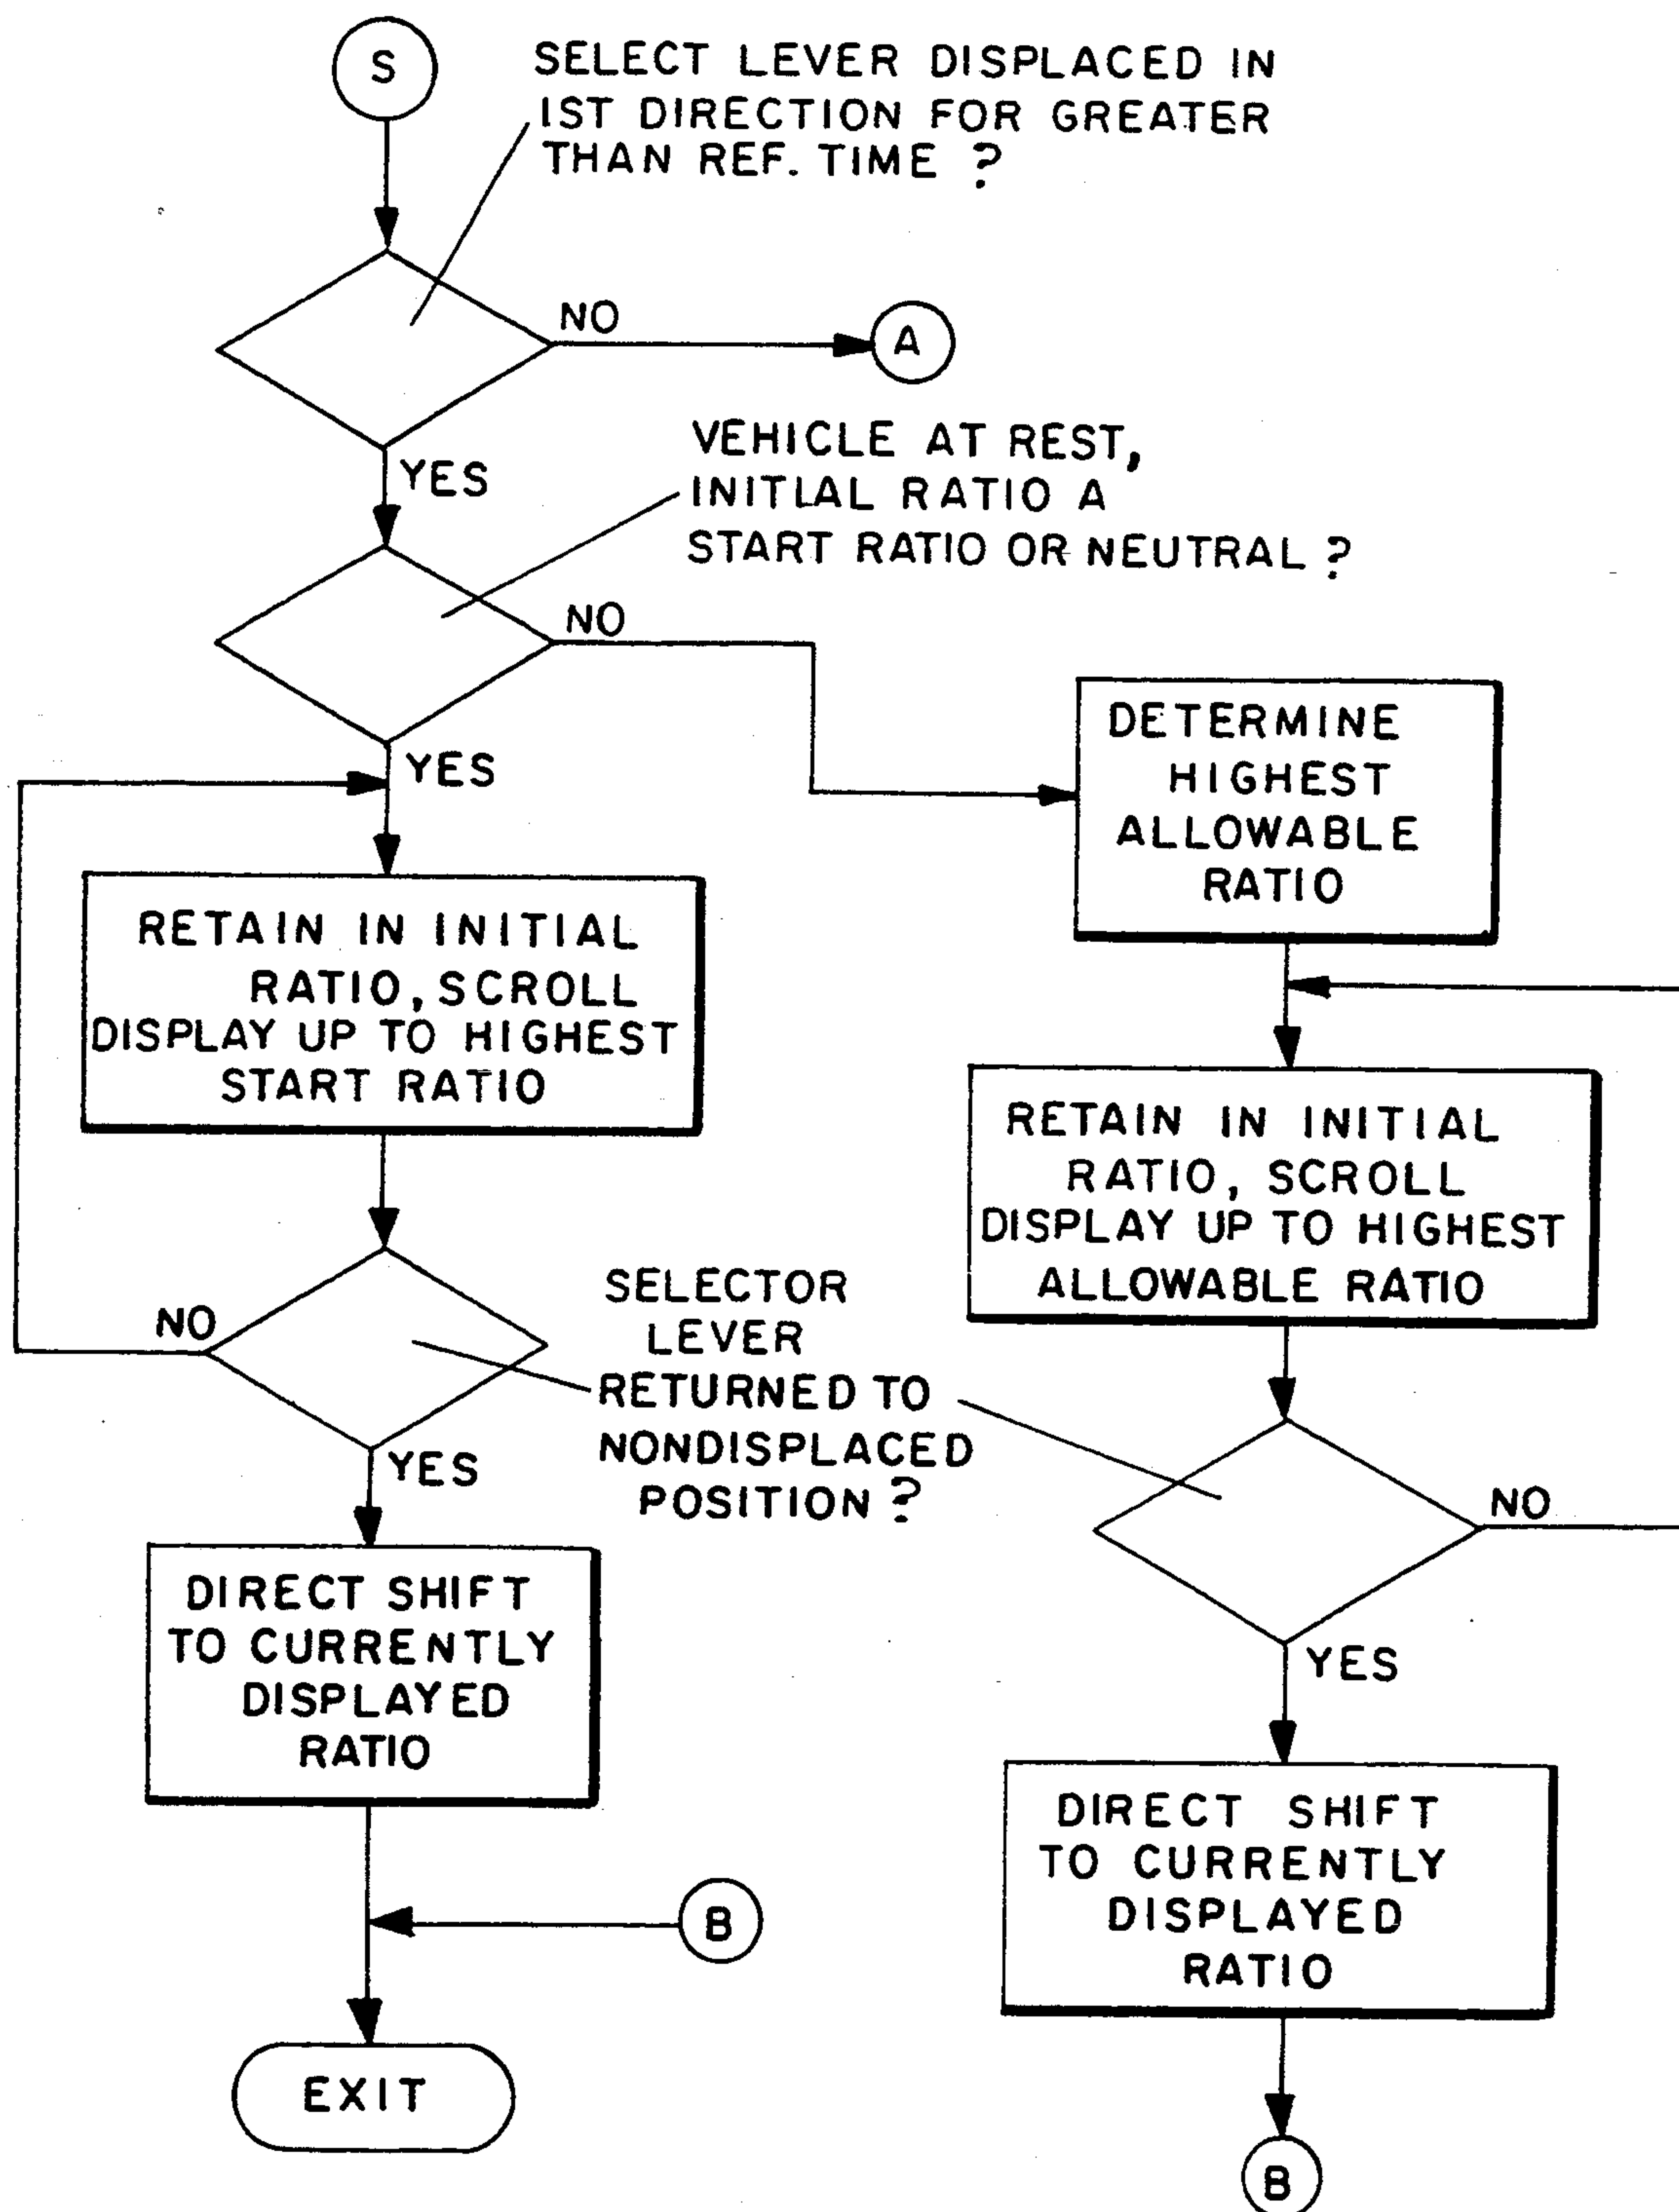 S
SELECT LEVER DISPLACED IN
1ST DIRECTION FOR GREATER
THAN REF. TIME ?
NO
A
YES
VEHICLE AT REST,
INITIAL RATIO A
START RATIO OR NEUTRAL ?
NO
YES
DETERMINE
HIGHEST
ALLOWABLE
RATIO
RETAIN IN INITIAL
RATIO, SCROLL
DISPLAY UP TO HIGHEST
START RATIO
RETAIN IN INITIAL
RATIO, SCROLL
DISPLAY UP TO HIGHEST
ALLOWABLE RATIO
NO
SELECTOR
LEVER
RETURNED TO
NONDISPLACED
POSITION ?
YES
NO
YES
DIRECT SHIFT
TO CURRENTLY
DISPLAYED
RATIO
DIRECT SHIFT
TO CURRENTLY
DISPLAYED
RATIO
B
EXIT
B